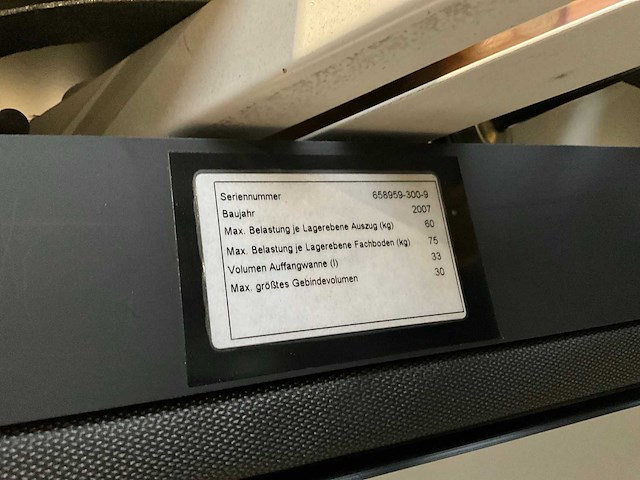 Seriennummer 658959-300-9
Baujahr 2007
Max. Belastung je Lagerebene Auszug (kg) 60
Max. Belastung je Lagerebene Fachboden (kg) 75
Volumen Auffangwanne (l) 33
Max. größtes Gebindevolumen 30